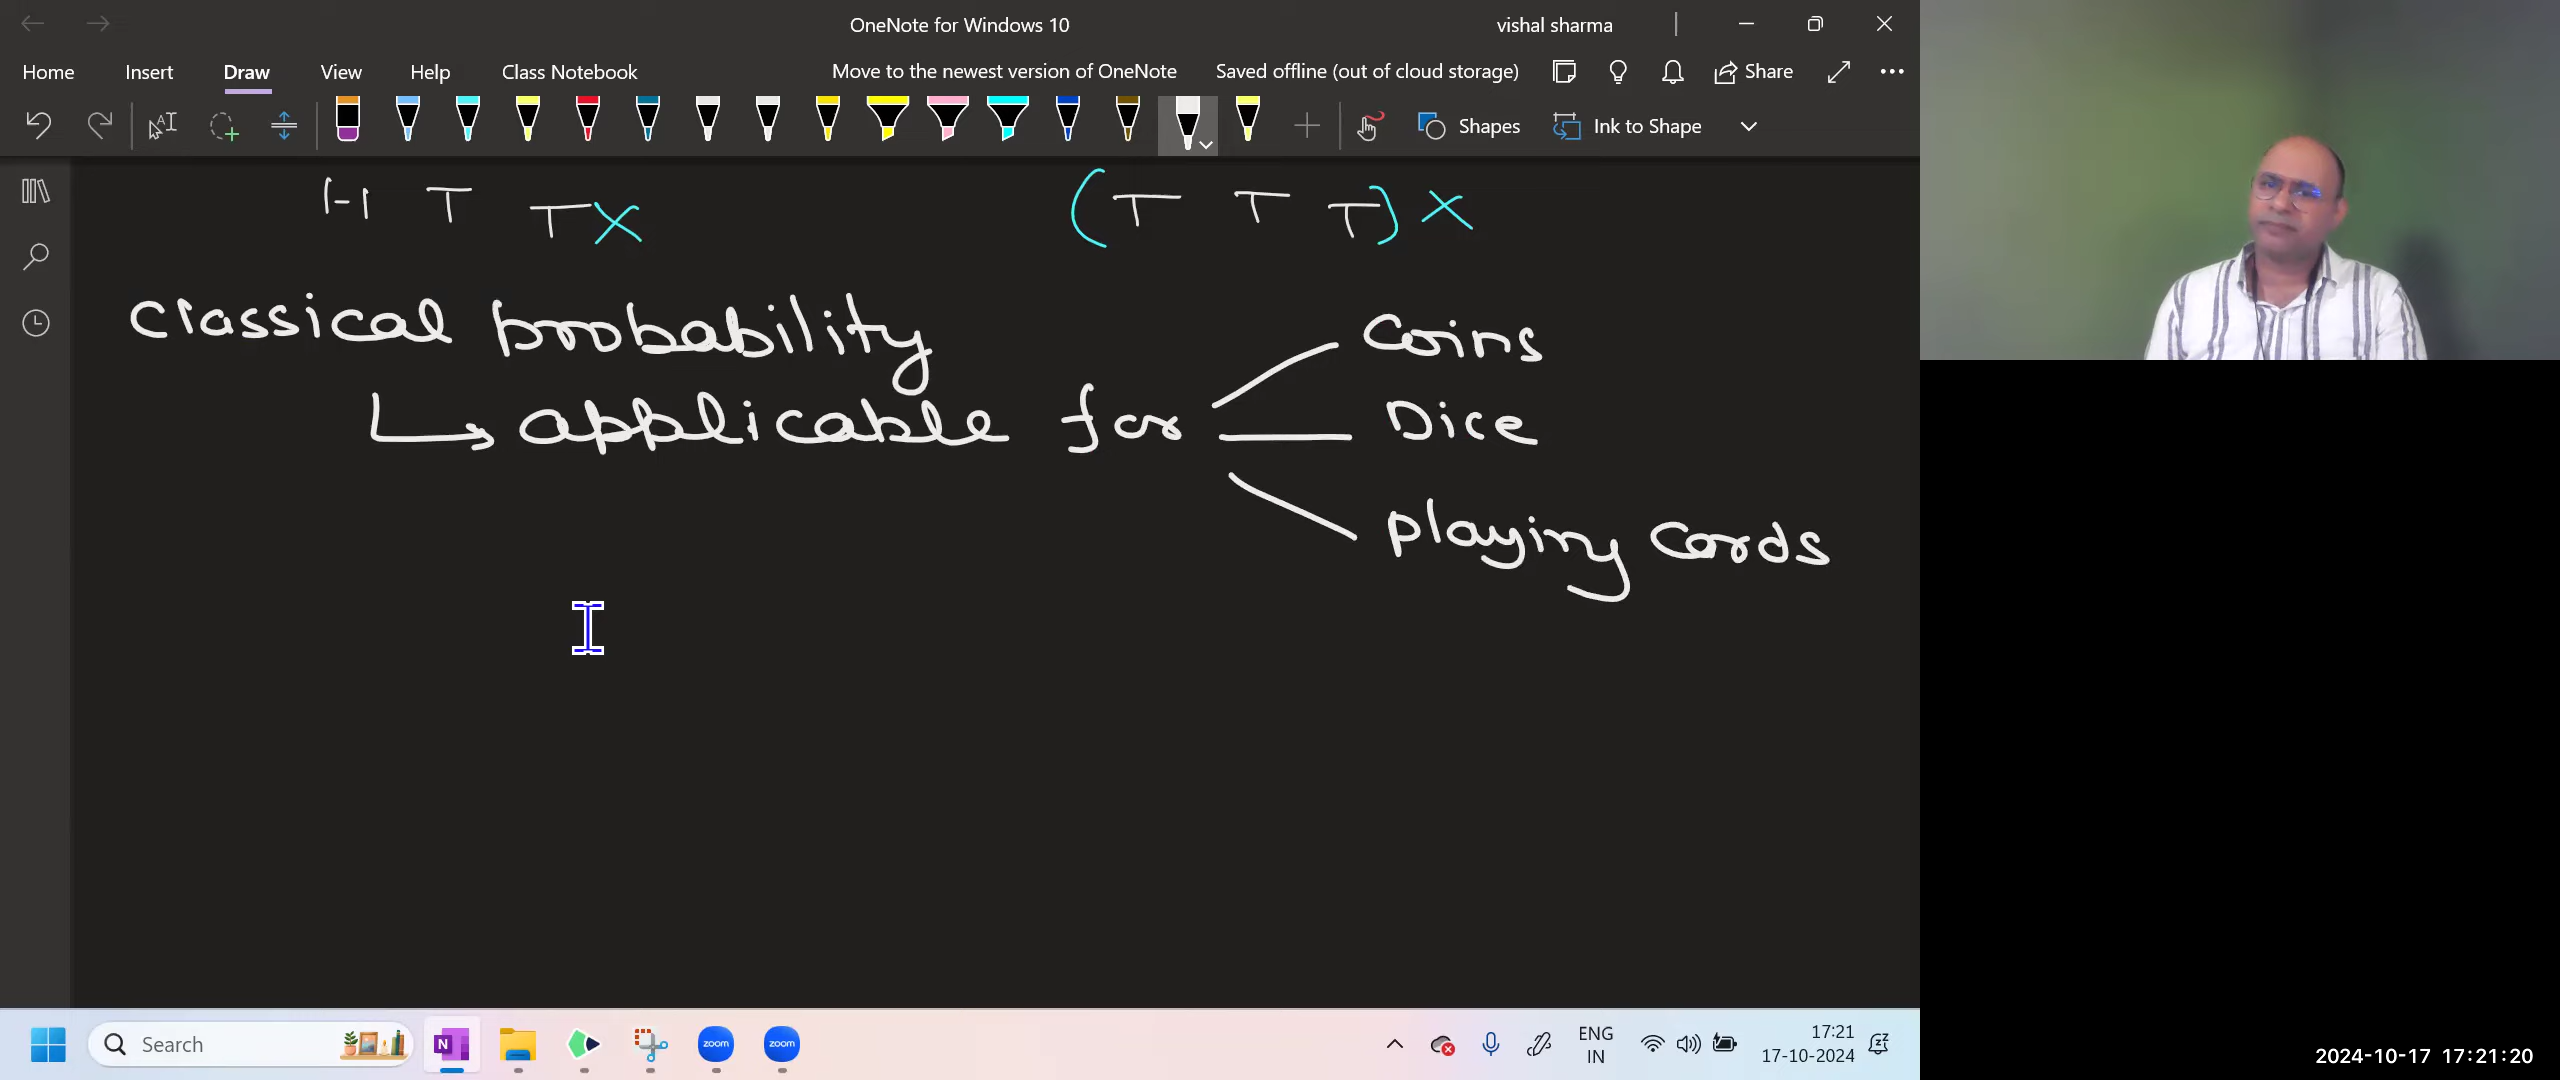 OneNote for Windows 10
vishal sharma
Home Insert Draw View Help Class Notebook
Move to the newest version of OneNote
Saved offline (out of cloud storage)
Share
Shapes
Ink to Shape
H T T X
(T T T) X
Classical probability
↳ applicable for
Coins
Dice
Playing Cards
Search
zoom
zoom
ENG
IN
17:21
17-10-2024
2024-10-17 17:21:20